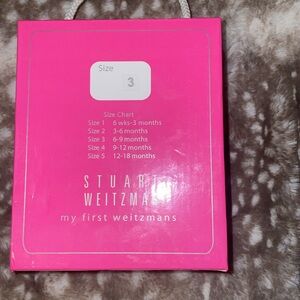 Size
3
Size Chart
Size 1 6 wks-3 months
Size 2 3-6 months
Size 3 6-9 months
Size 4 9-12 months
Size 5 12-18 months
STUART
WEITZMAN
my first weitzmans